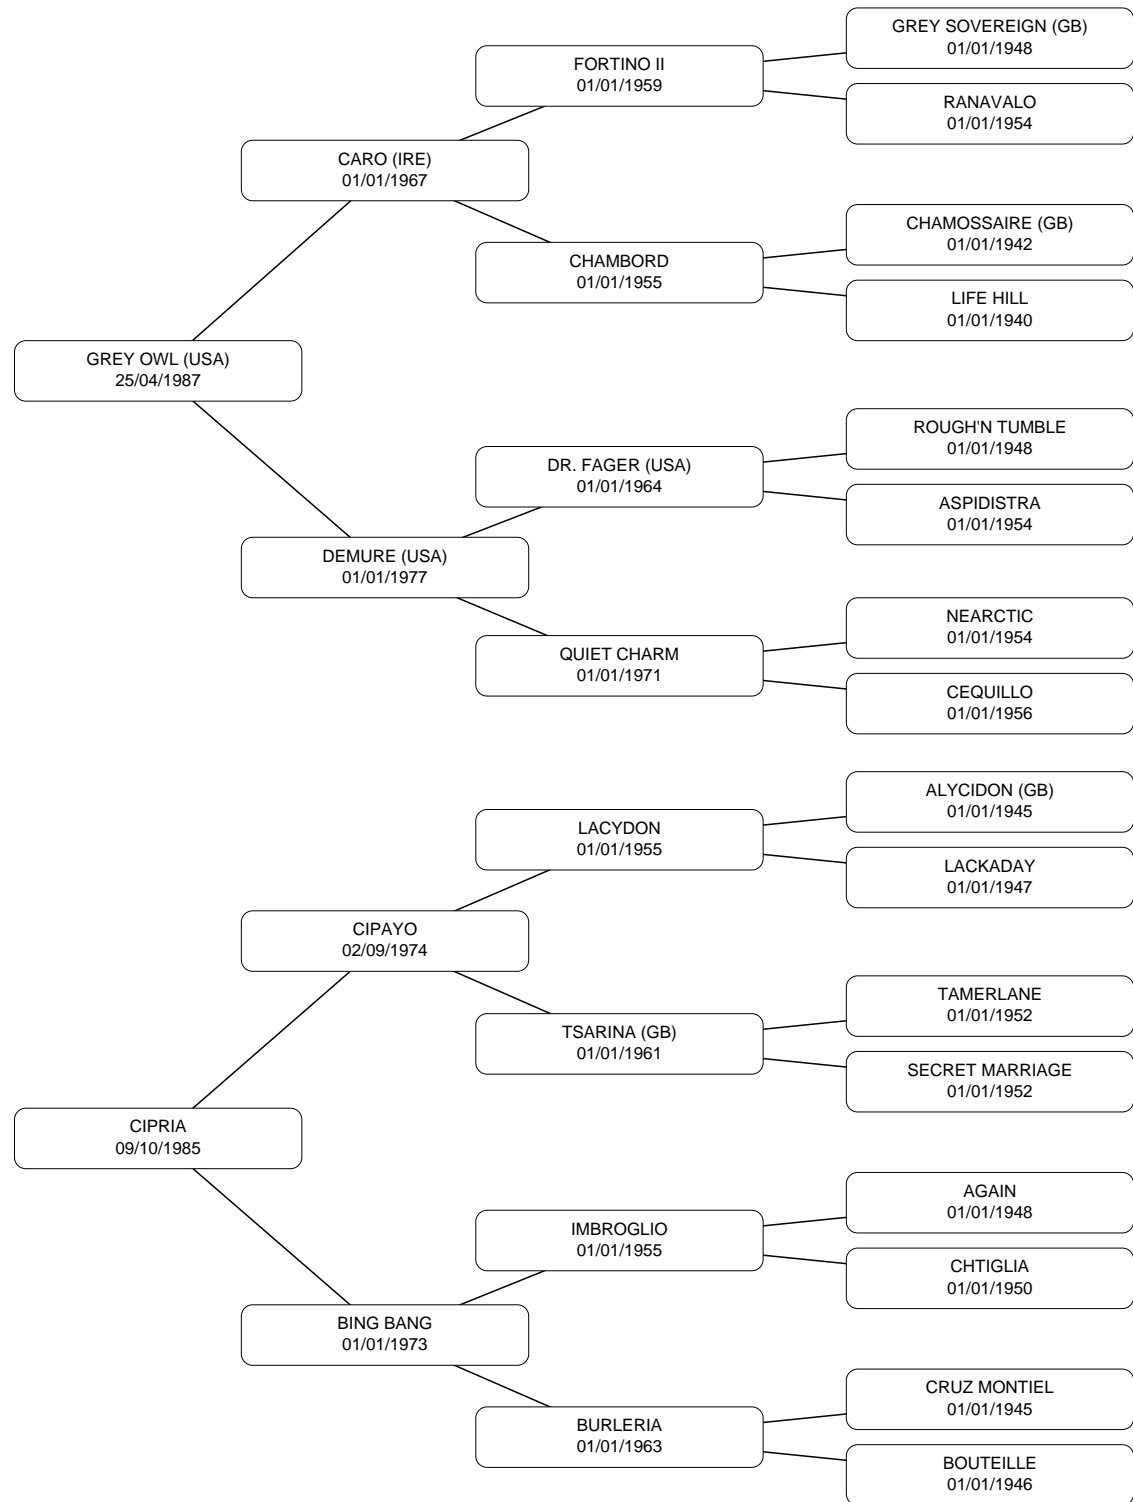 GREY SOVEREIGN (GB)
01/01/1948
FORTINO II
01/01/1959
RANAVALO
01/01/1954
CARO (IRE)
01/01/1967
CHAMOSSAIRE (GB)
01/01/1942
CHAMBORD
01/01/1955
LIFE HILL
01/01/1940
GREY OWL (USA)
25/04/1987
ROUGH'N TUMBLE
01/01/1948
DR. FAGER (USA)
01/01/1964
ASPIDISTRA
01/01/1954
DEMURE (USA)
01/01/1977
NEARCTIC
01/01/1954
QUIET CHARM
01/01/1971
CEQUILLO
01/01/1956
ALYCIDON (GB)
01/01/1945
LACYDON
01/01/1955
LACKADAY
01/01/1947
CIPAYO
02/09/1974
TAMERLANE
01/01/1952
TSARINA (GB)
01/01/1961
SECRET MARRIAGE
01/01/1952
CIPRIA
09/10/1985
AGAIN
01/01/1948
IMBROGLIO
01/01/1955
CHTIGLIA
01/01/1950
BING BANG
01/01/1973
CRUZ MONTIEL
01/01/1945
BURLERIA
01/01/1963
BOUTEILLE
01/01/1946